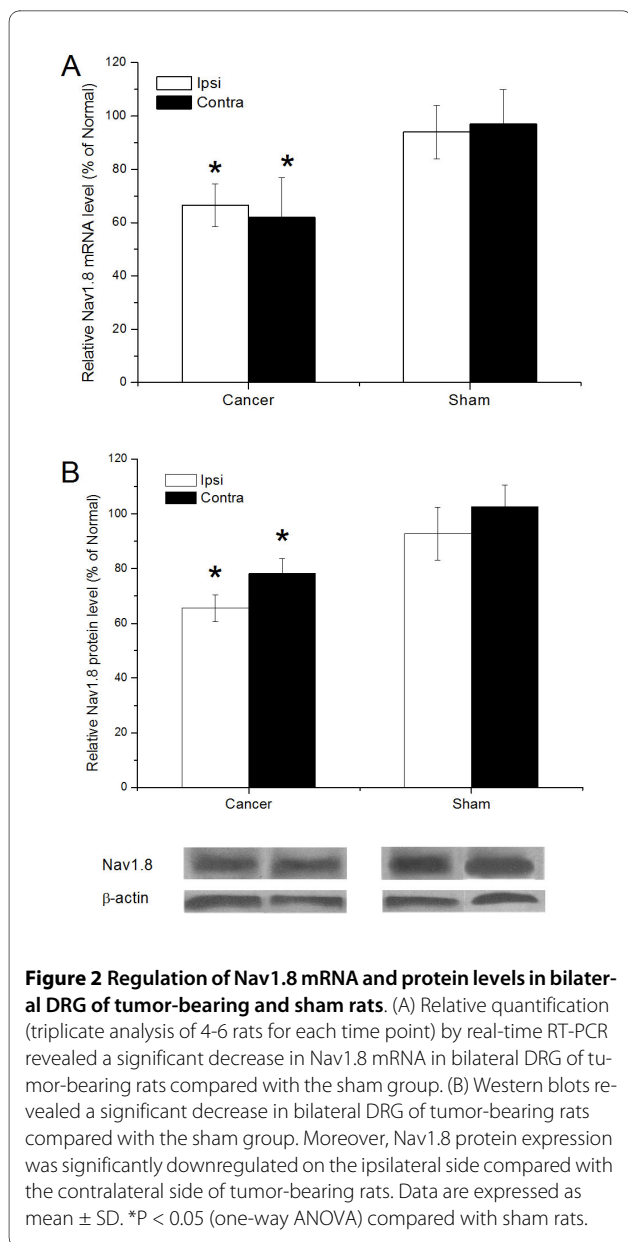 A
Ipsi
Contra
Relative Nav1.8 mRNA level (% of Normal)
120
100
80
60
40
20
0
*
*
Cancer
Sham
B
Ipsi
Contra
Relative Nav1.8 protein level (% of Normal)
120
100
80
60
40
20
0
*
*
Cancer
Sham
Nav1.8
β-actin
Figure 2 Regulation of Nav1.8 mRNA and protein levels in bilater-
al DRG of tumor-bearing and sham rats. (A) Relative quantification
(triplicate analysis of 4-6 rats for each time point) by real-time RT-PCR
revealed a significant decrease in Nav1.8 mRNA in bilateral DRG of tu-
mor-bearing rats compared with the sham group. (B) Western blots re-
vealed a significant decrease in bilateral DRG of tumor-bearing rats
compared with the sham group. Moreover, Nav1.8 protein expression
was significantly downregulated on the ipsilateral side compared with
the contralateral side of tumor-bearing rats. Data are expressed as
mean ± SD. *P < 0.05 (one-way ANOVA) compared with sham rats.